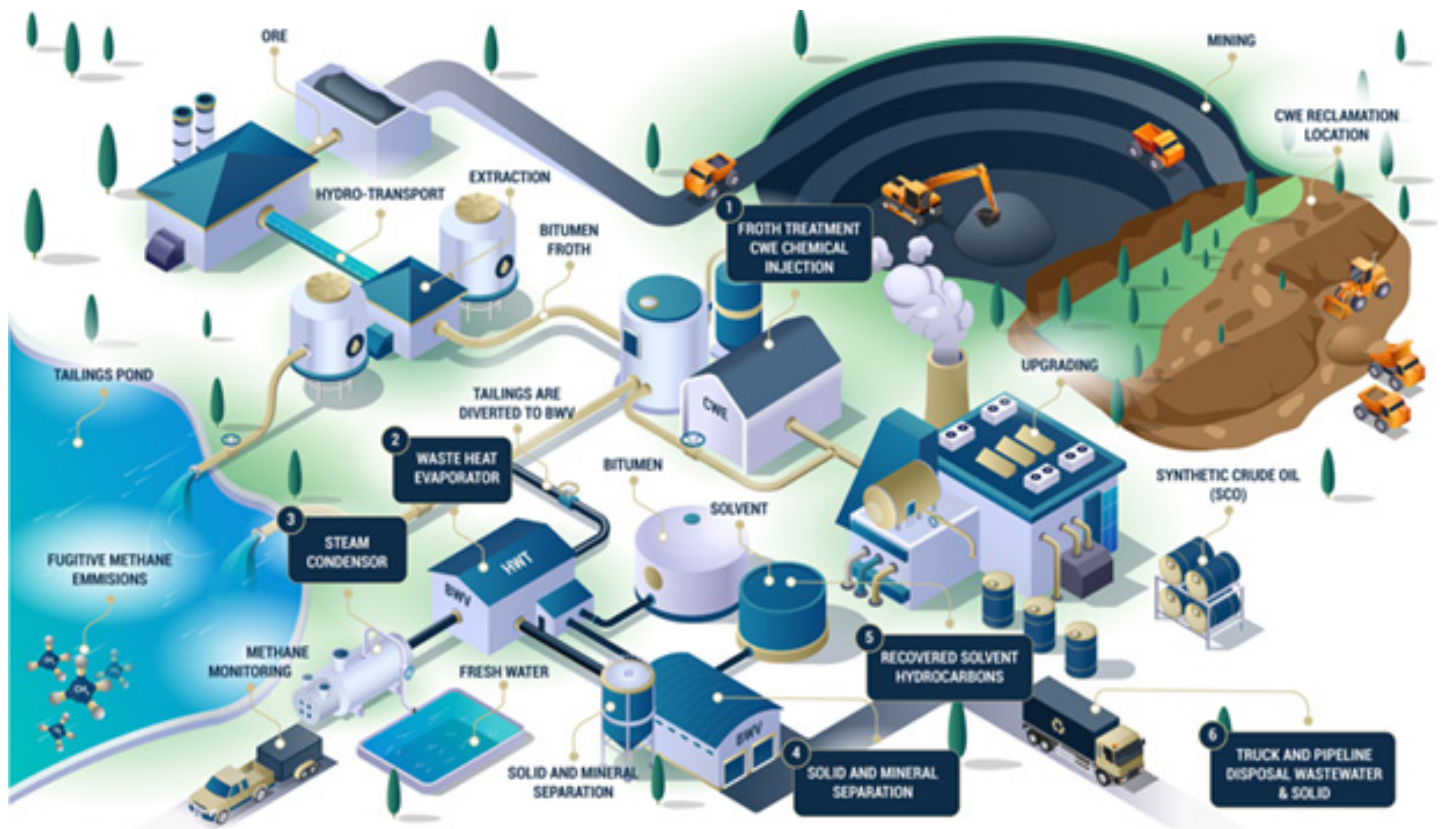 ORE
MINING
CWE RECLAMATION
LOCATION
HYDRO-TRANSPORT
EXTRACTION
BITUMEN
FROTH
1
FROTH TREATMENT
CWE CHEMICAL
INJECTION
TAILINGS POND
TAILINGS ARE
DIVERTED TO BWV
CWE
UPGRADING
2
WASTE HEAT
EVAPORATOR
BITUMEN
SOLVENT
SYNTHETIC CRUDE OIL
(SCO)
3
STEAM
CONDENSOR
FUGITIVE METHANE
EMMISIONS
HWT
BWV
CH4
METHANE
MONITORING
FRESH WATER
5
RECOVERED SOLVENT
HYDROCARBONS
SOLID AND MINERAL
SEPARATION
BWV
4
SOLID AND MINERAL
SEPARATION
6
TRUCK AND PIPELINE
DISPOSAL WASTEWATER
& SOLID